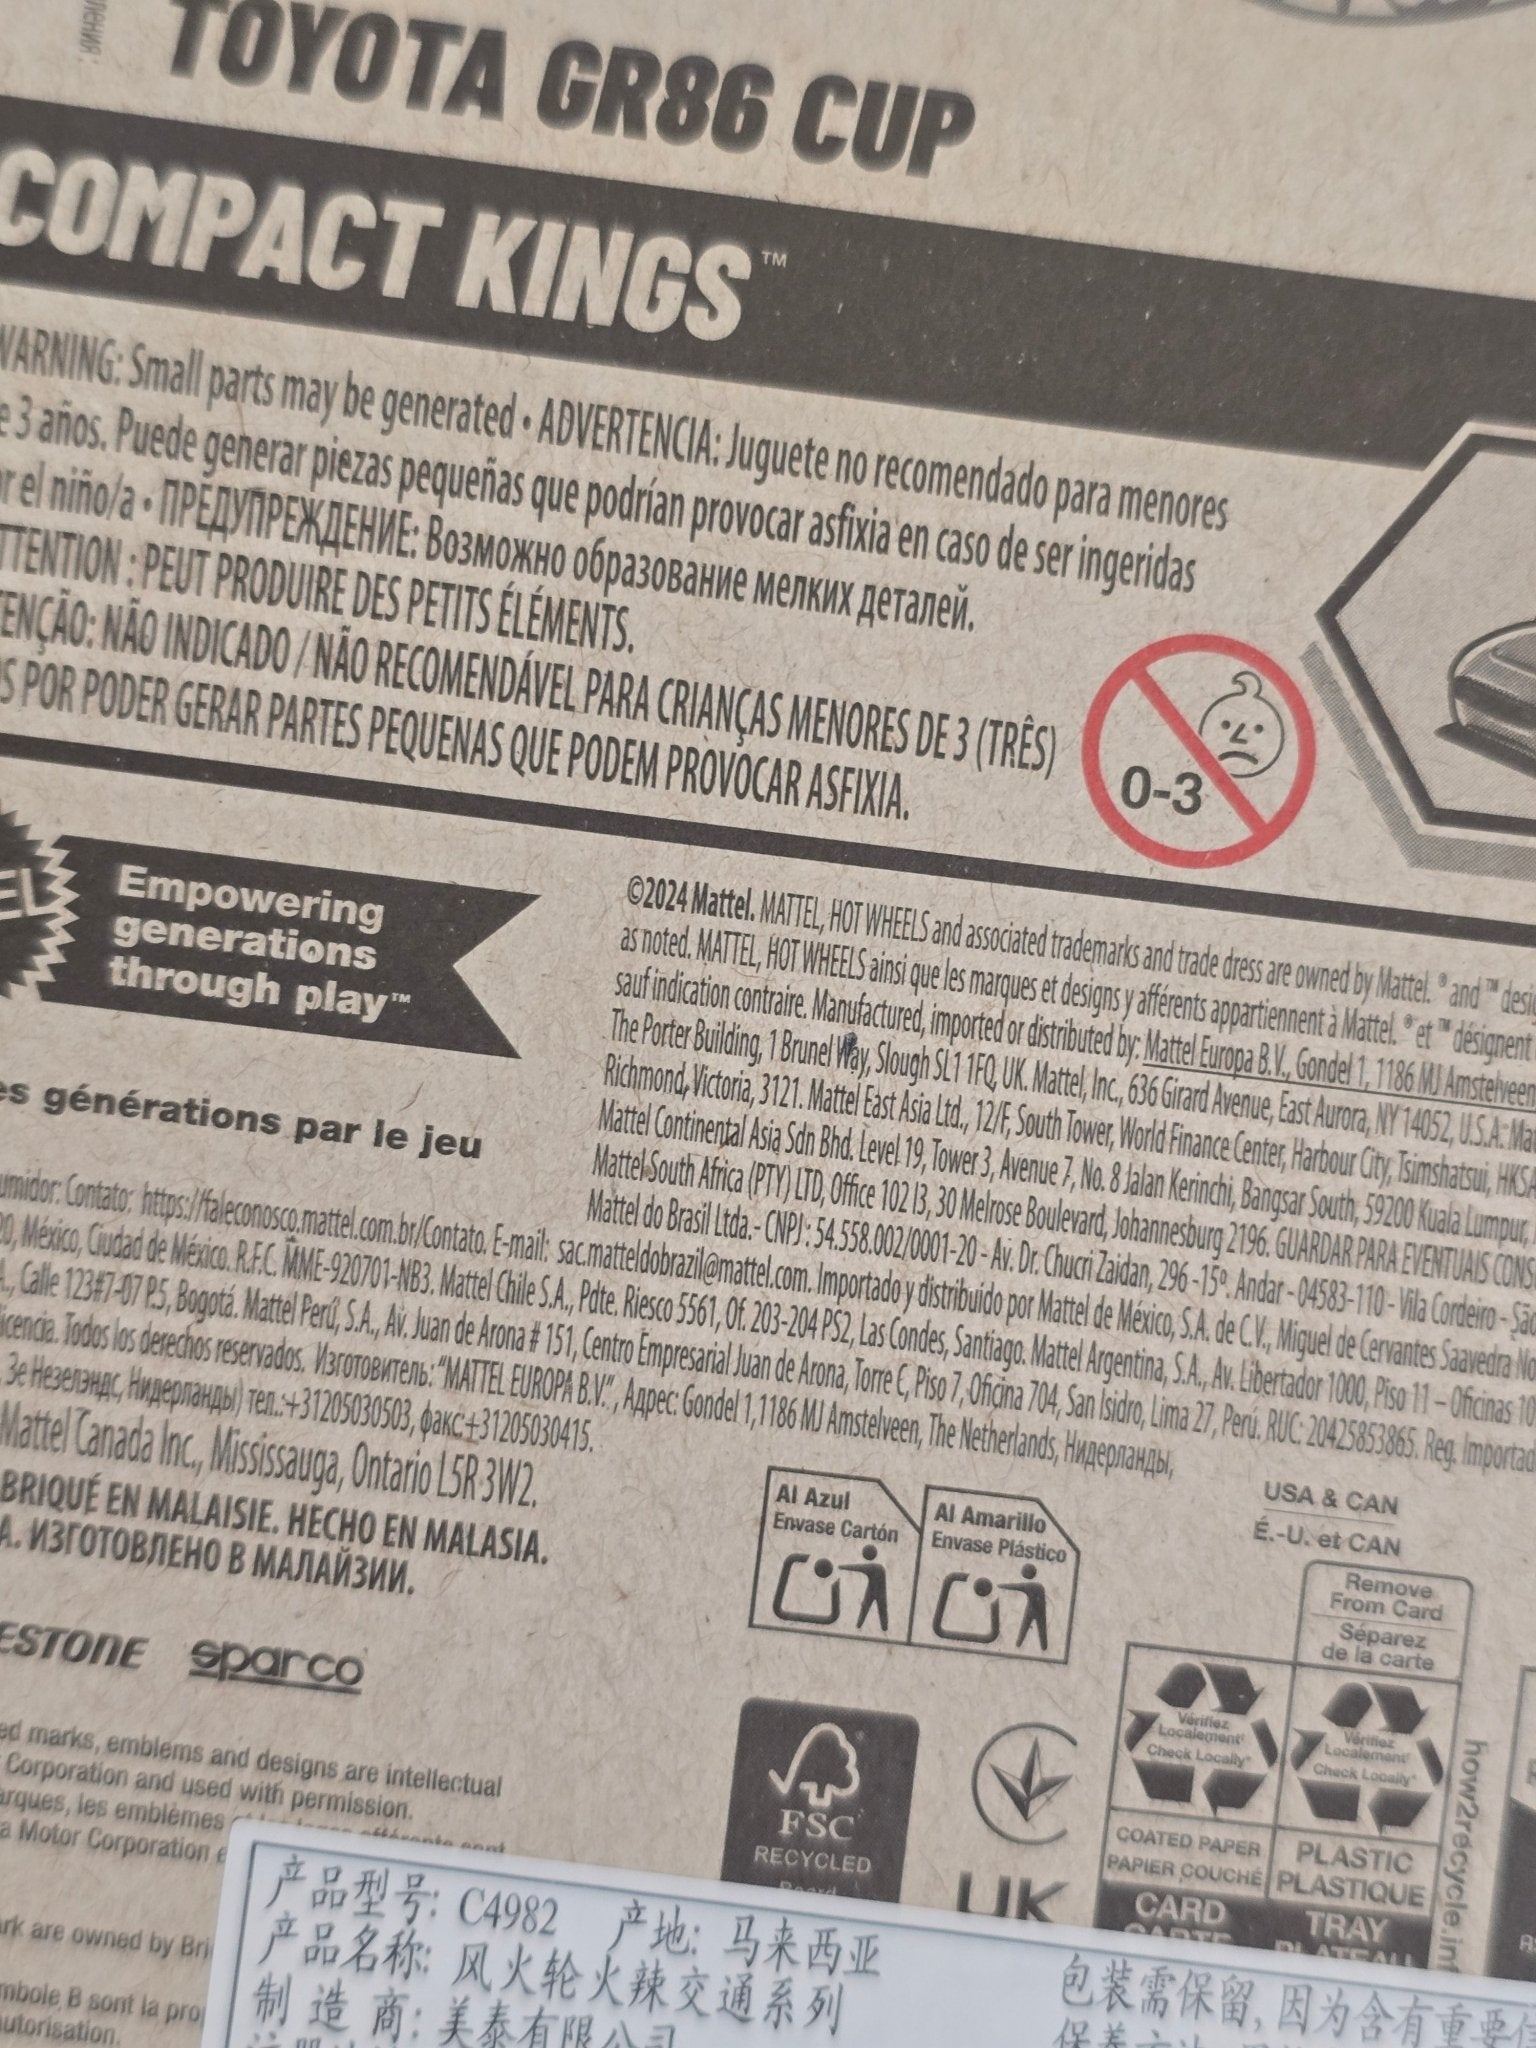 TOYOTA GR86 CUP
COMPACT KINGS™
WARNING: Small parts may be generated • ADVERTENCIA: Juguete no recomendado para menores
3 años. Puede generar piezas pequeñas que podrían provocar asfixia en caso de ser ingeridas
el niño/a • ПРЕДУПРЕЖДЕНИЕ: Возможно образование мелких деталей.
TTENTION : PEUT PRODUIRE DES PETITS ÉLÉMENTS.
ENÇÃO: NÃO INDICADO / NÃO RECOMENDÁVEL PARA CRIANÇAS MENORES DE 3 (TRÊS)
S POR PODER GERAR PARTES PEQUENAS QUE PODEM PROVOCAR ASFIXIA.
0-3
EL
Empowering
generations
through play™
es générations par le jeu
©2024 Mattel. MATTEL, HOT WHEELS and associated trademarks and trade dress are owned by Mattel. ® and ™
as noted. MATTEL, HOT WHEELS ainsi que les marques et designs y afférents appartiennent à Mattel. ® et ™ désignent
sauf indication contraire. Manufactured, imported or distributed by: Mattel Europa B.V., Gondel 1, 1186 MJ Amstelveen
The Porter Building, 1 Brunel Way, Slough SL1 1FQ, UK. Mattel, Inc., 636 Girard Avenue, East Aurora, NY 14052, U.S.A.
Richmond, Victoria, 3121. Mattel East Asia Ltd., 12/F, South Tower, World Finance Center, Harbour City, Tsimshatsui, HKSA
Mattel Continental Asia Sdn Bhd. Level 19, Tower 3, Avenue 7, No. 8 Jalan Kerinchi, Bangsar South, 59200 Kuala Lumpur,
Mattel South Africa (PTY) LTD, Office 102 I3, 30 Melrose Boulevard, Johannesburg 2196. GUARDAR PARA EVENTUAIS CONS
Mattel do Brasil Ltda.- CNPJ : 54.558.002/0001-20 - Av. Dr. Chucri Zaidan, 296 -15º. Andar - 04583-110 - Vila Cordeiro - São
umidor: Contato: https://faleconosco.mattel.com.br/Contato. E-mail: sac.matteldobrazil@mattel.com. Importado y distribuido por Mattel de México, S.A. de C.V., Miguel de Cervantes Saavedra No
México, Ciudad de México. R.F.C. MME-920701-NB3. Mattel Chile S.A., Pdte. Riesco 5561, Of. 203-204 PS2, Las Condes, Santiago. Mattel Argentina, S.A., Av. Libertador 1000, Piso 11 – Oficinas 10
Calle 123#7-07 P.5, Bogotá. Mattel Perú, S.A., Av. Juan de Arona # 151, Centro Empresarial Juan de Arona, Torre C, Piso 7, Oficina 704, San Isidro, Lima 27, Perú. RUC: 20425853865. Reg. Importad
licencia. Todos los derechos reservados. Изготовитель: "MATTEL EUROPA B.V.", Адрес: Gondel 1,1186 MJ Amstelveen, The Netherlands, Нидерланды,
Зе Незелэндс, Нидерланды) тел.:+31205030503, факс:+31205030415.
Mattel Canada Inc., Mississauga, Ontario L5R 3W2.
BRIQUÉ EN MALAISIE. HECHO EN MALASIA.
A. ИЗГОТОВЛЕНО В МАЛАЙЗИИ.
ESTONE sparco
Al Azul
Envase Cartón
Al Amarillo
Envase Plástico
USA & CAN
É.-U. et CAN
Remove
From Card
Séparez
de la carte
Vérifiez
Localement
Check Locally*
Vérifiez
Localement
Check Locally*
COATED PAPER
PAPIER COUCHÉ
PLASTIC
PLASTIQUE
CARD
CARTE
TRAY
PLATEAU
how2recycle.in
FSC
RECYCLED
Board
UK
ed marks, emblems and designs are intellectual
Corporation and used with permission.
arques, les emblèmes
a Motor Corporation
ark are owned by Bri
mbole B sont la pro
autorisation.
产品型号: C4982 产地: 马来西亚
产品名称: 风火轮火辣交通系列
制造商: 美泰有限公司
包装需保留, 因为含有重要信